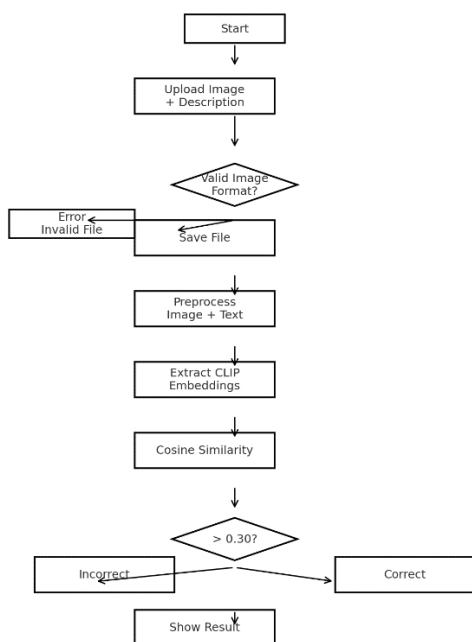 Start
Upload Image
+ Description
Valid Image
Format?
Error
Invalid File
Save File
Preprocess
Image + Text
Extract CLIP
Embeddings
Cosine Similarity
> 0.30?
Incorrect
Correct
Show Result